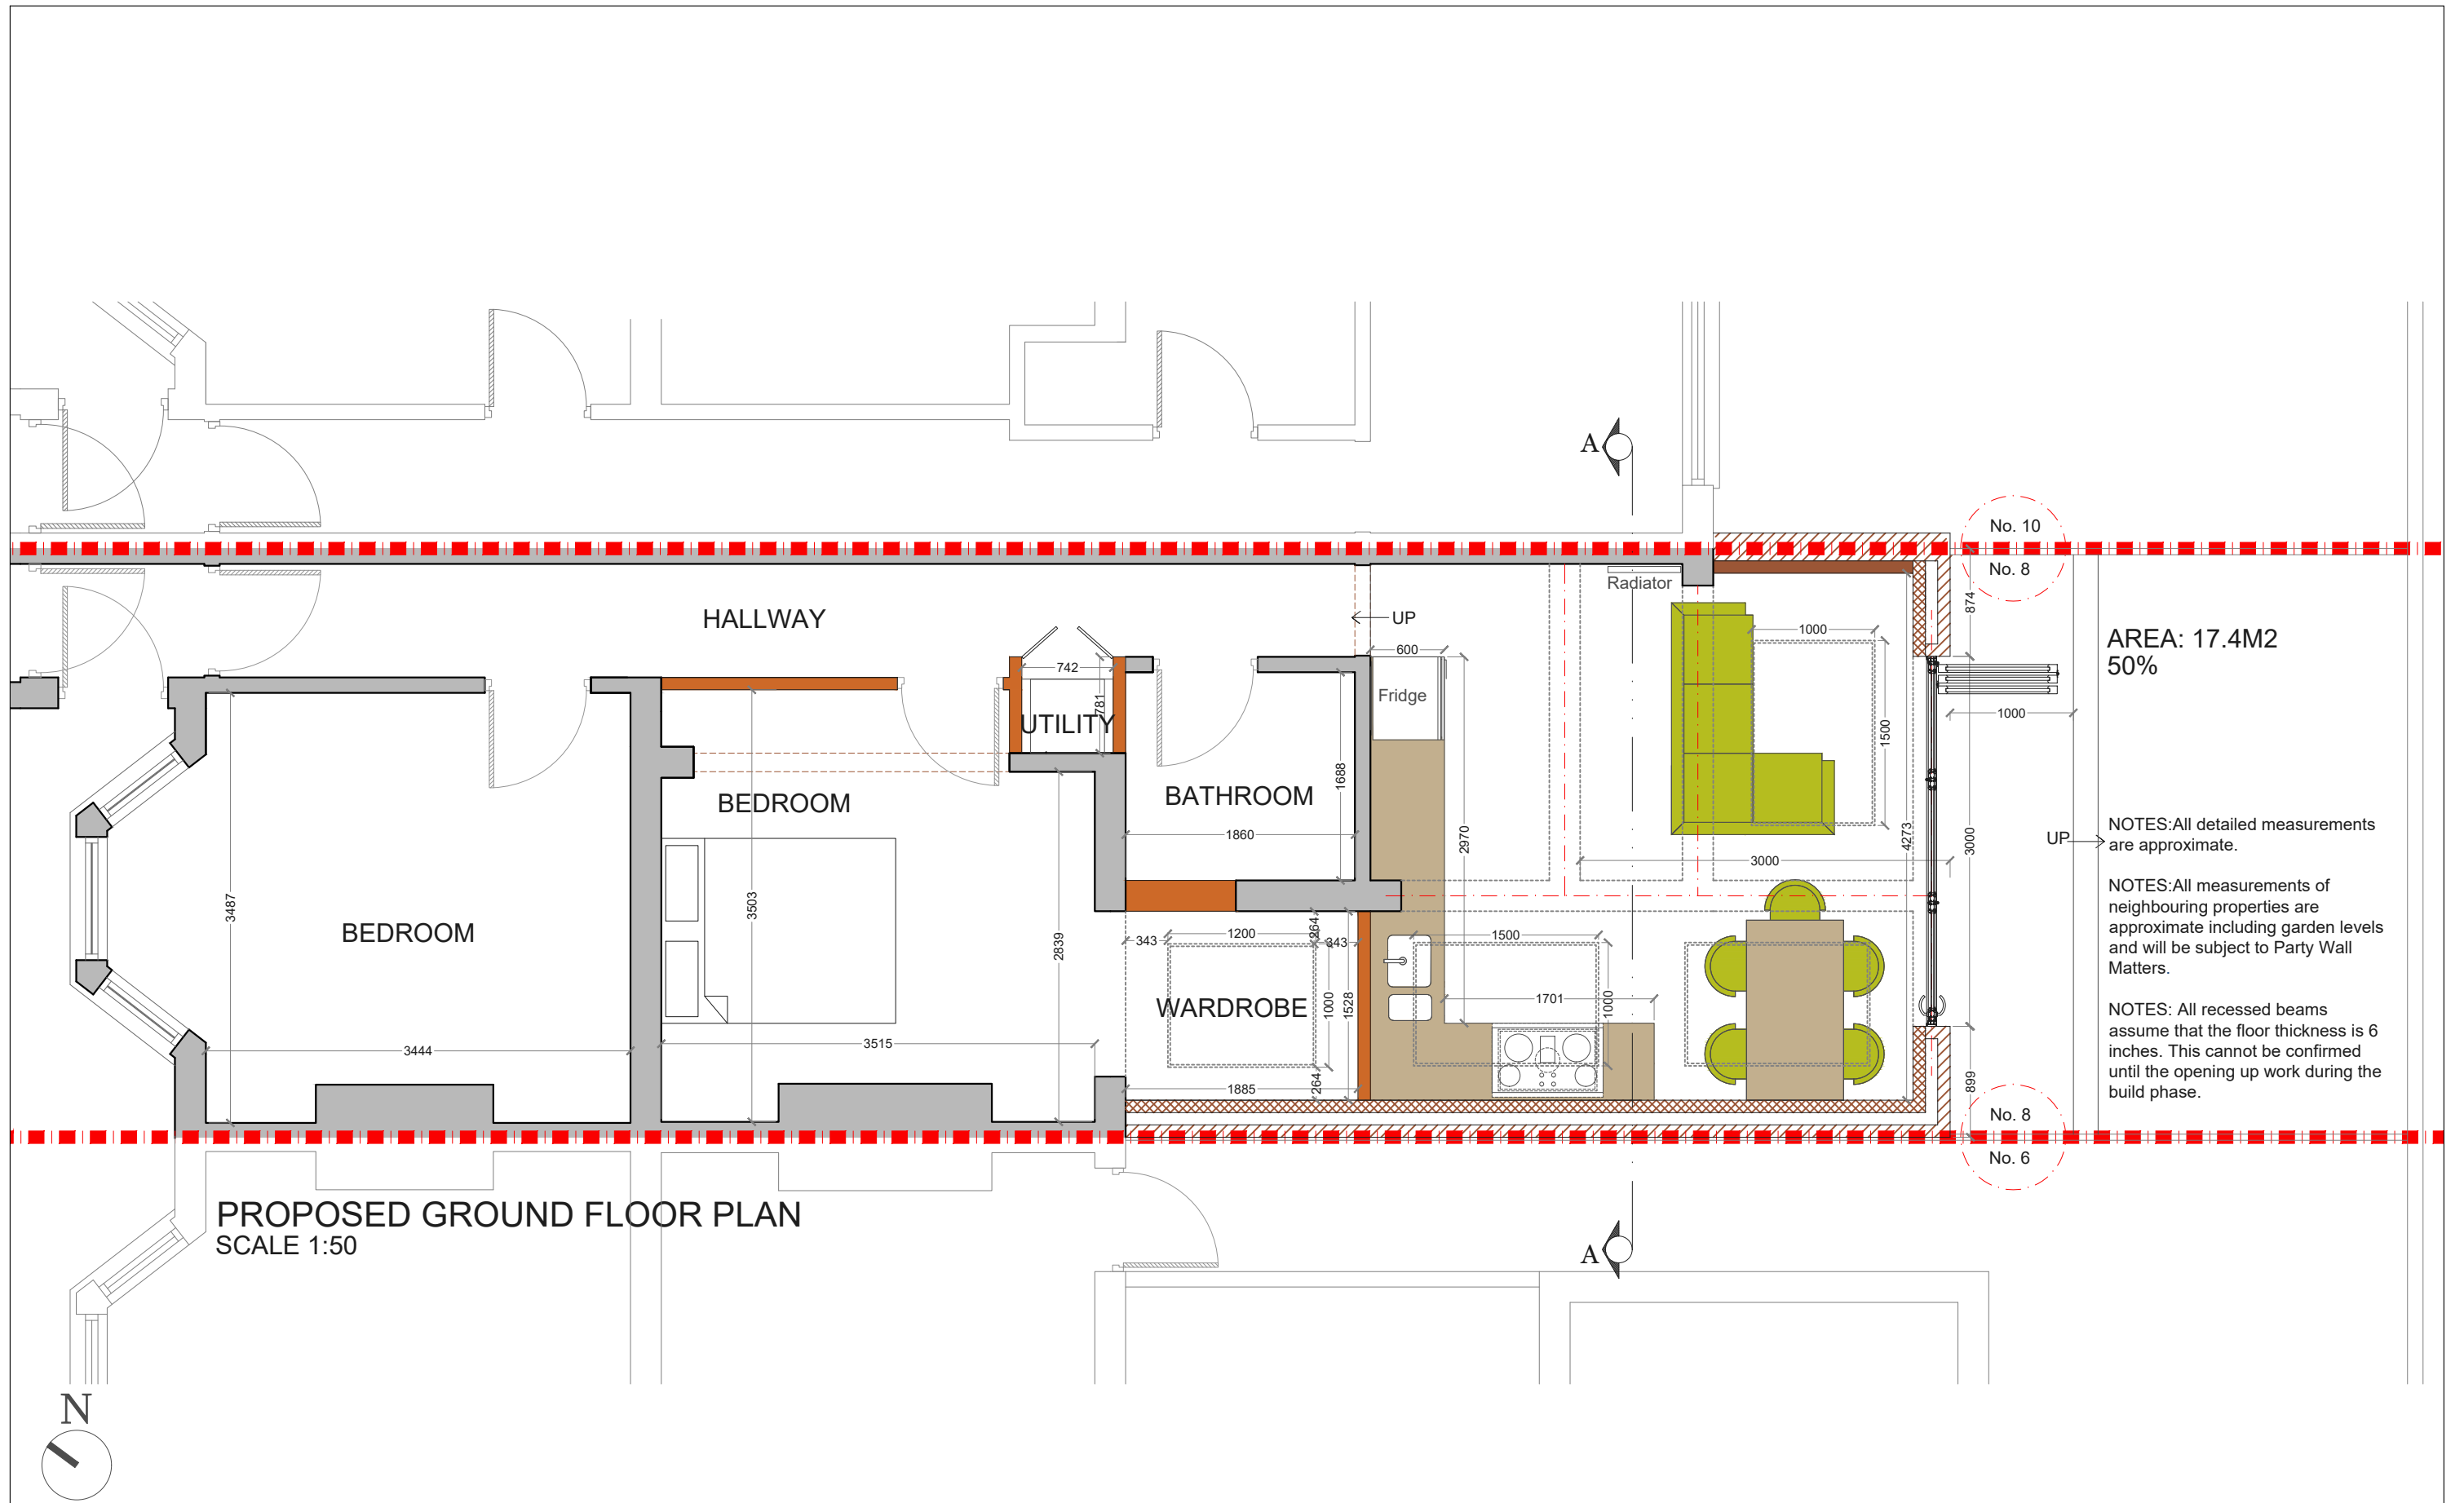 A
No. 10
No. 8
Radiator
874
HALLWAY
UP
1000
AREA: 17.4M2
50%
600
742
781
Fridge
UTILITY
1000
1500
1688
BEDROOM
BATHROOM
1860
2970
4273
3000
3000
UP
NOTES:All detailed measurements
are approximate.
NOTES:All measurements of
neighbouring properties are
approximate including garden levels
and will be subject to Party Wall
Matters.
NOTES: All recessed beams
assume that the floor thickness is 6
inches. This cannot be confirmed
until the opening up work during the
build phase.
3487
3503
BEDROOM
2839
343
1200
264
343
1500
WARDROBE
1000
1528
1701
1000
3444
3515
1885
264
899
No. 8
No. 6
PROPOSED GROUND FLOOR PLAN
SCALE 1:50
A
N